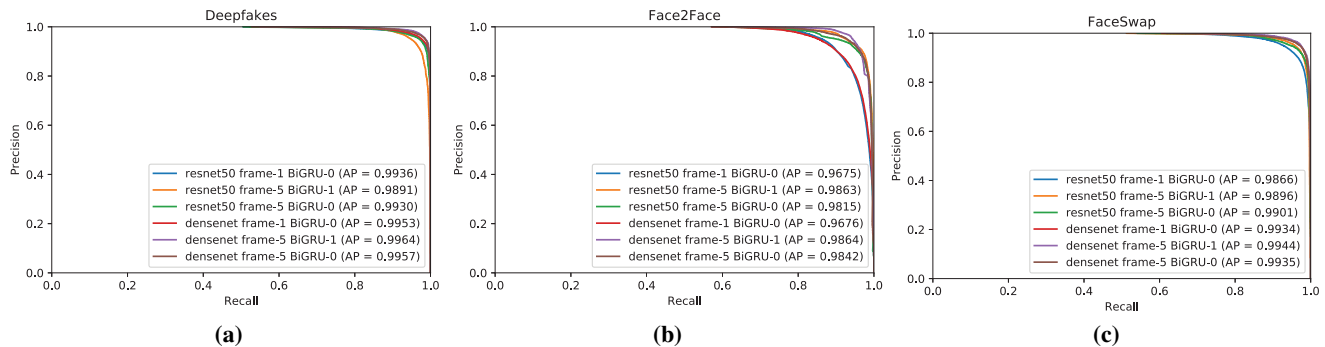 Deepfakes
1.0
0.8
0.6
0.4
0.2
0.0
Precision
resnet50 frame-1 BiGRU-0 (AP = 0.9936)
resnet50 frame-5 BiGRU-1 (AP = 0.9891)
resnet50 frame-5 BiGRU-0 (AP = 0.9930)
densenet frame-1 BiGRU-0 (AP = 0.9953)
densenet frame-5 BiGRU-1 (AP = 0.9964)
densenet frame-5 BiGRU-0 (AP = 0.9957)
0.0 0.2 0.4 0.6 0.8 1.0
Recall
(a)
Face2Face
1.0
0.8
0.6
0.4
0.2
0.0
Precision
resnet50 frame-1 BiGRU-0 (AP = 0.9675)
resnet50 frame-5 BiGRU-1 (AP = 0.9863)
resnet50 frame-5 BiGRU-0 (AP = 0.9815)
densenet frame-1 BiGRU-0 (AP = 0.9676)
densenet frame-5 BiGRU-1 (AP = 0.9864)
densenet frame-5 BiGRU-0 (AP = 0.9842)
0.0 0.2 0.4 0.6 0.8 1.0
Recall
(b)
FaceSwap
1.0
0.8
0.6
0.4
0.2
0.0
Precision
resnet50 frame-1 BiGRU-0 (AP = 0.9866)
resnet50 frame-5 BiGRU-1 (AP = 0.9896)
resnet50 frame-5 BiGRU-0 (AP = 0.9901)
densenet frame-1 BiGRU-0 (AP = 0.9934)
densenet frame-5 BiGRU-1 (AP = 0.9944)
densenet frame-5 BiGRU-0 (AP = 0.9935)
0.0 0.2 0.4 0.6 0.8 1.0
Recall
(c)